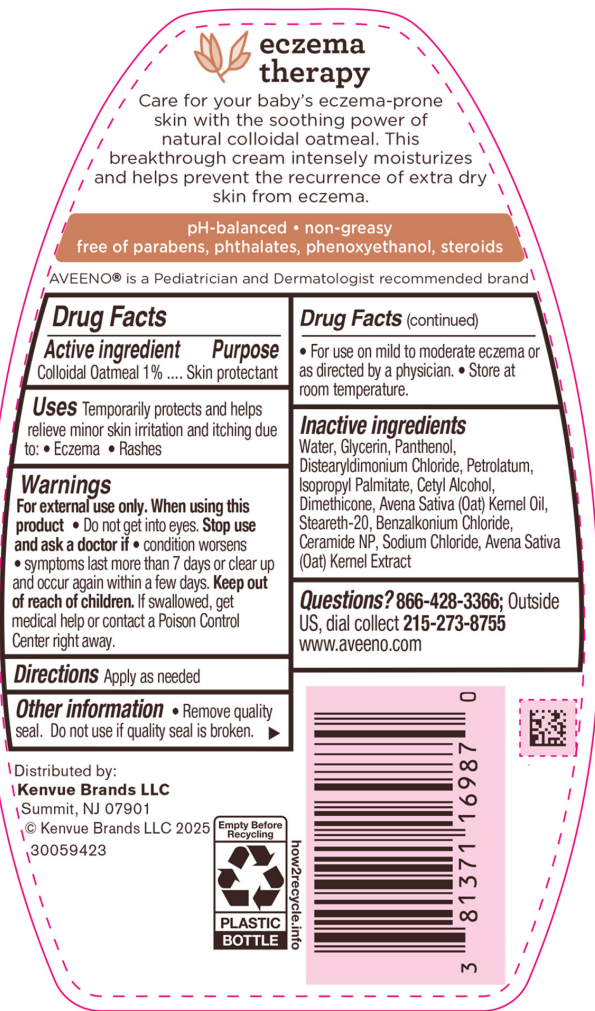 eczema
therapy
Care for your baby's eczema-prone
skin with the soothing power of
natural colloidal oatmeal. This
breakthrough cream intensely moisturizes
and helps prevent the recurrence of extra dry
skin from eczema.
pH-balanced • non-greasy
free of parabens, phthalates, phenoxyethanol, steroids
AVEENO® is a Pediatrician and Dermatologist recommended brand
Drug Facts
Active ingredient Purpose
Colloidal Oatmeal 1% .... Skin protectant
Uses Temporarily protects and helps
relieve minor skin irritation and itching due
to: • Eczema • Rashes
Warnings
For external use only. When using this
product • Do not get into eyes. Stop use
and ask a doctor if • condition worsens
• symptoms last more than 7 days or clear up
and occur again within a few days. Keep out
of reach of children. If swallowed, get
medical help or contact a Poison Control
Center right away.
Directions Apply as needed
Other information • Remove quality
seal. Do not use if quality seal is broken. ▶
Drug Facts (continued)
• For use on mild to moderate eczema or
as directed by a physician. • Store at
room temperature.
Inactive ingredients
Water, Glycerin, Panthenol,
Distearyldimonium Chloride, Petrolatum,
Isopropyl Palmitate, Cetyl Alcohol,
Dimethicone, Avena Sativa (Oat) Kernel Oil,
Steareth-20, Benzalkonium Chloride,
Ceramide NP, Sodium Chloride, Avena Sativa
(Oat) Kernel Extract
Questions? 866-428-3366; Outside
US, dial collect 215-273-8755
www.aveeno.com
Distributed by:
Kenvue Brands LLC
Summit, NJ 07901
© Kenvue Brands LLC 2025
30059423
Empty Before
Recycling
PLASTIC
BOTTLE
how2recycle.info
3 81371 16987 0